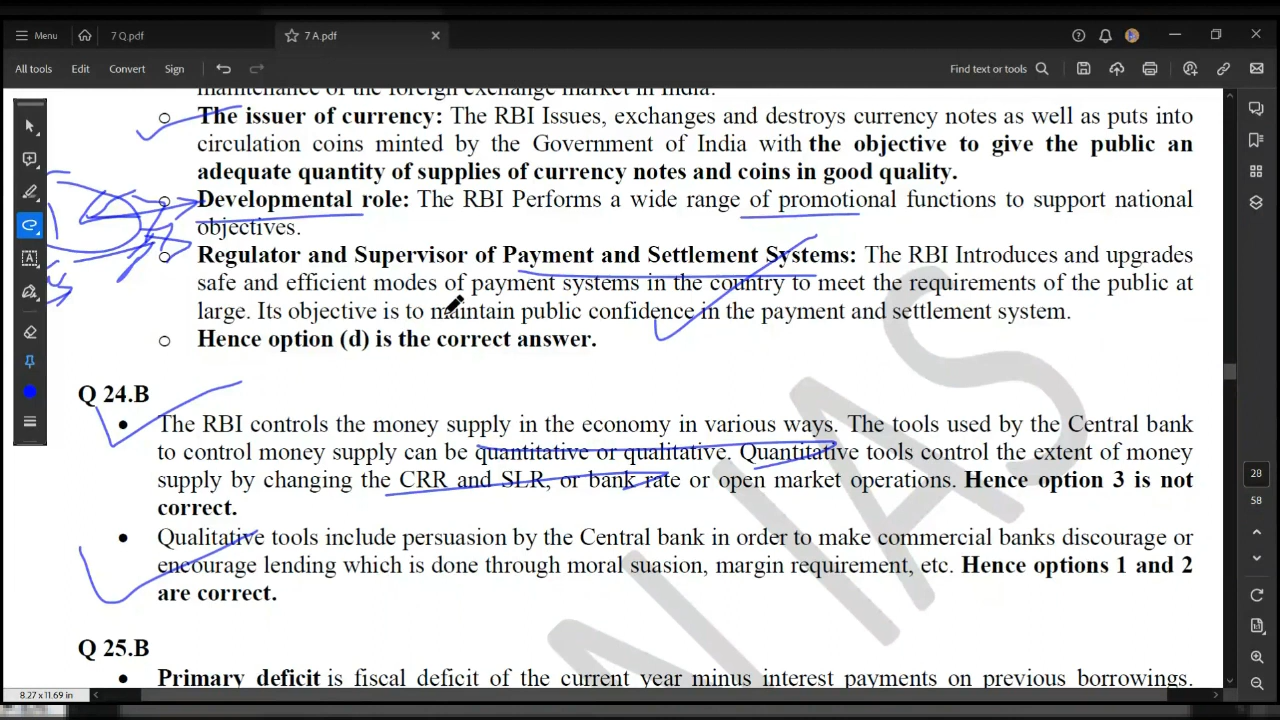 Menu
7 Q.pdf
7 A.pdf
All tools Edit Convert Sign
Find text or tools
maintenance of the foreign exchange market in India.
The issuer of currency: The RBI Issues, exchanges and destroys currency notes as well as puts into
circulation coins minted by the Government of India with the objective to give the public an
adequate quantity of supplies of currency notes and coins in good quality.
Developmental role: The RBI Performs a wide range of promotional functions to support national
objectives.
Regulator and Supervisor of Payment and Settlement Systems: The RBI Introduces and upgrades
safe and efficient modes of payment systems in the country to meet the requirements of the public at
large. Its objective is to maintain public confidence in the payment and settlement system.
Hence option (d) is the correct answer.
Q 24.B
The RBI controls the money supply in the economy in various ways. The tools used by the Central bank
to control money supply can be quantitative or qualitative. Quantitative tools control the extent of money
supply by changing the CRR and SLR, or bank rate or open market operations. Hence option 3 is not
correct.
Qualitative tools include persuasion by the Central bank in order to make commercial banks discourage or
encourage lending which is done through moral suasion, margin requirement, etc. Hence options 1 and 2
are correct.
Q 25.B
Primary deficit is fiscal deficit of the current year minus interest payments on previous borrowings.
8.27 x 11.69 in
28
58
N IAS